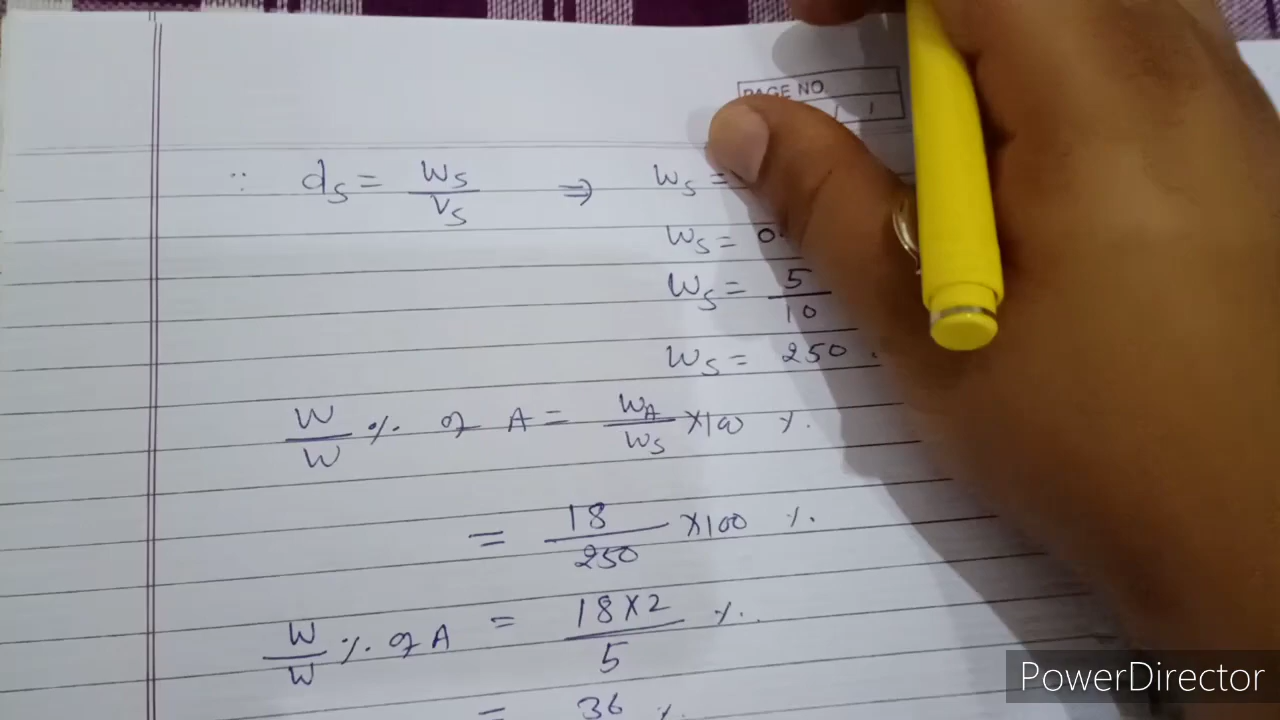 PAGE NO.
∵ dS = WS/VS ⇒ WS =
WS = 0.
WS = 5/10
WS = 250.
W/W % of A = WA/WS ×100 %.
= 18/250 ×100 %.
W/W % of A = 18×2/5 %.
= 36 %.
PowerDirector